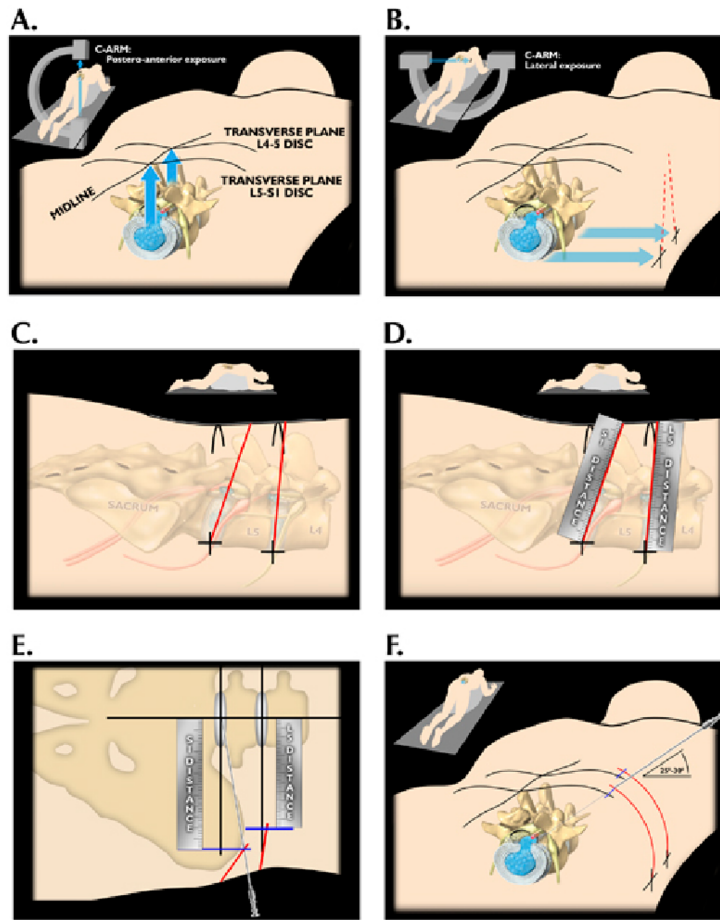 A.
C-ARM:
Postero-anterior exposure
TRANSVERSE PLANE
L4-5 DISC
TRANSVERSE PLANE
L5-S1 DISC
MIDLINE
B.
C-ARM:
Lateral exposure
C.
SACRUM
L5
L4
D.
S1 DISTANCE
L5 DISTANCE
SACRUM
L5
L4
E.
S1 DISTANCE
L5 DISTANCE
F.
25°-30°